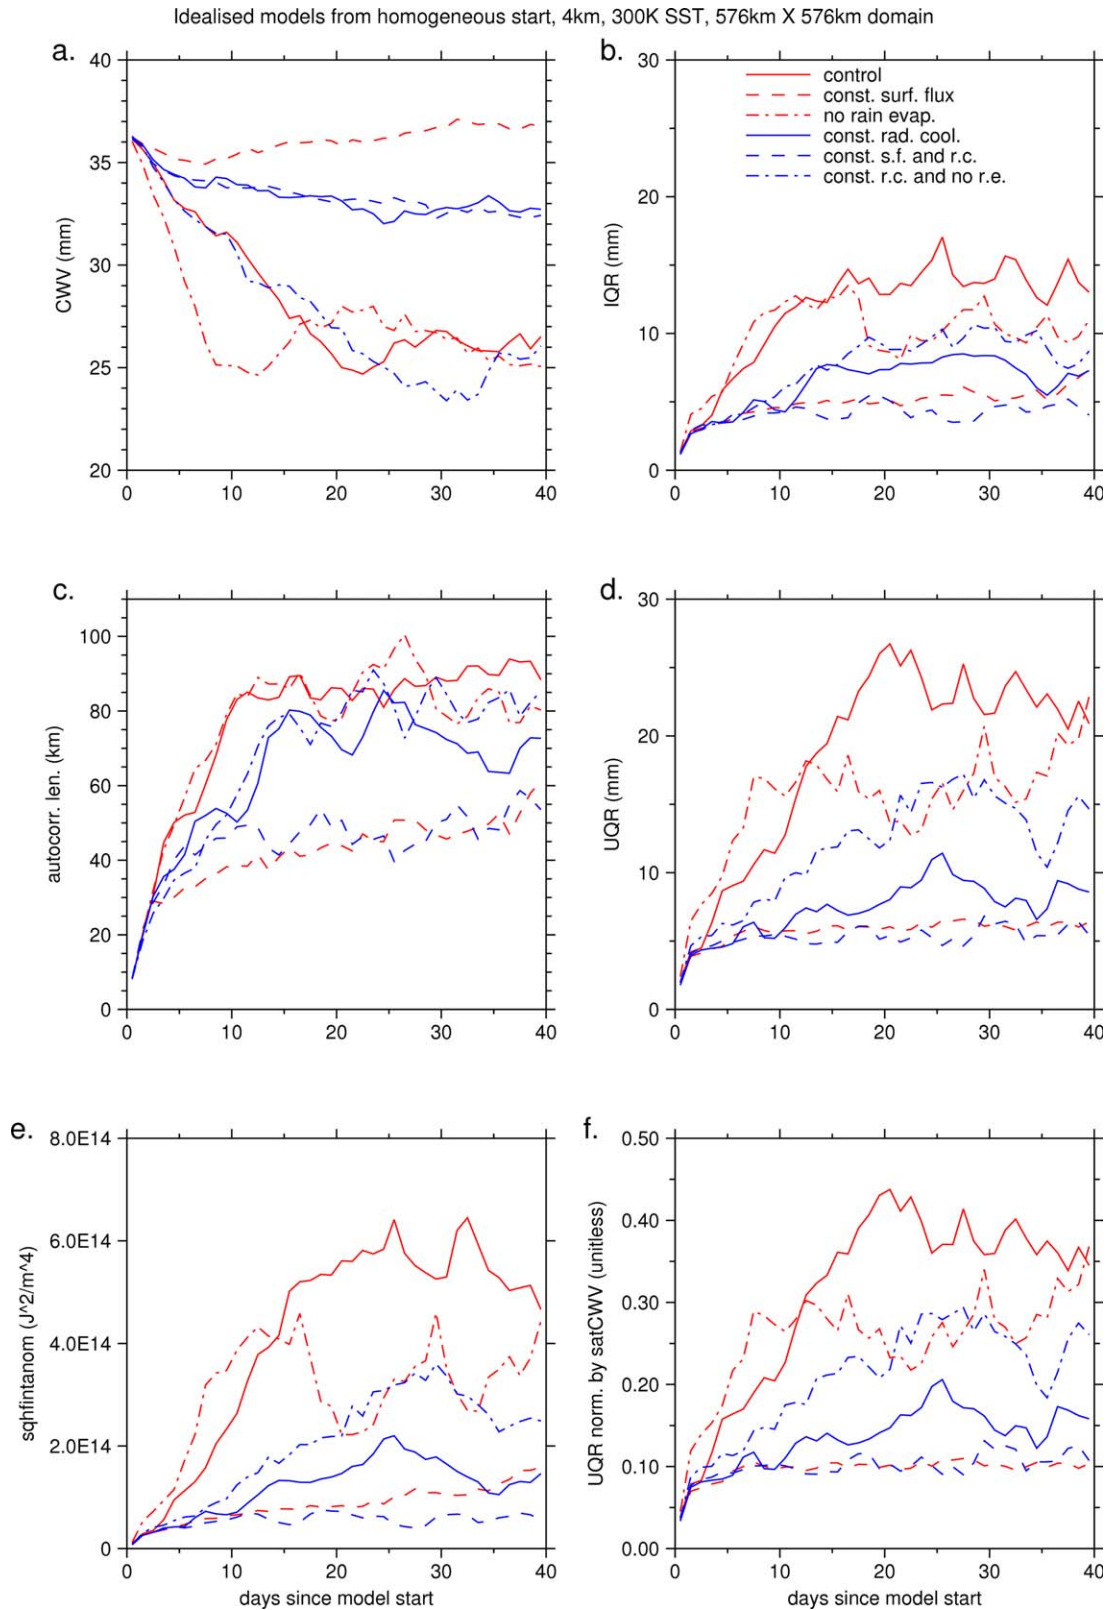 Idealised models from homogeneous start, 4km, 300K SST, 576km X 576km domain
a.
40
35
30
25
20
CWV (mm)
0 10 20 30 40
b.
30
20
10
0
IQR (mm)
0 10 20 30 40
control
const. surf. flux
no rain evap.
const. rad. cool.
const. s.f. and r.c.
const. r.c. and no r.e.
c.
100
80
60
40
20
0
autocorr. len. (km)
0 10 20 30 40
d.
30
20
10
0
UQR (mm)
0 10 20 30 40
e.
8.0E14
6.0E14
4.0E14
2.0E14
0
sqhfintanom (J^2/m^4)
0 10 20 30 40
days since model start
f.
0.50
0.40
0.30
0.20
0.10
0.00
UQR norm. by satCWV (unitless)
0 10 20 30 40
days since model start